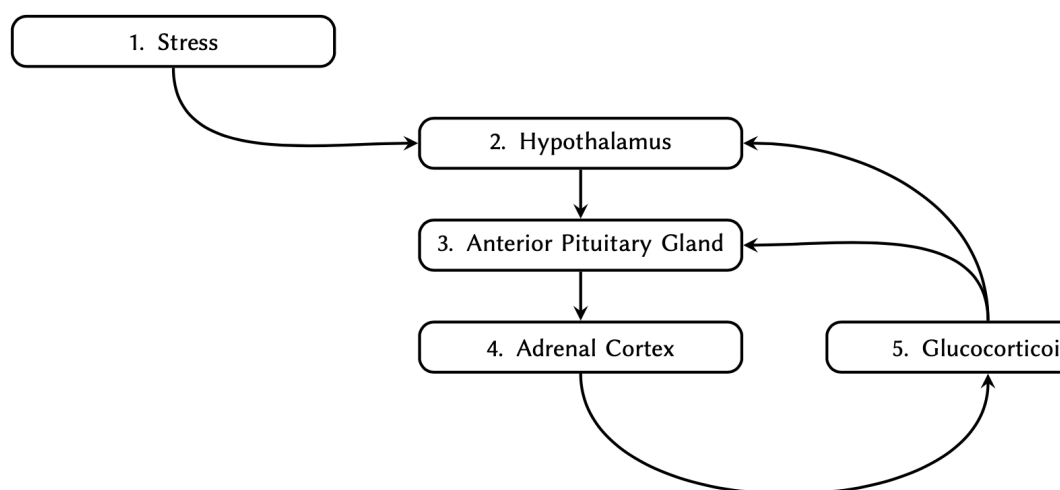 1. Stress
2. Hypothalamus
3. Anterior Pituitary Gland
4. Adrenal Cortex
5. Glucocorticoi